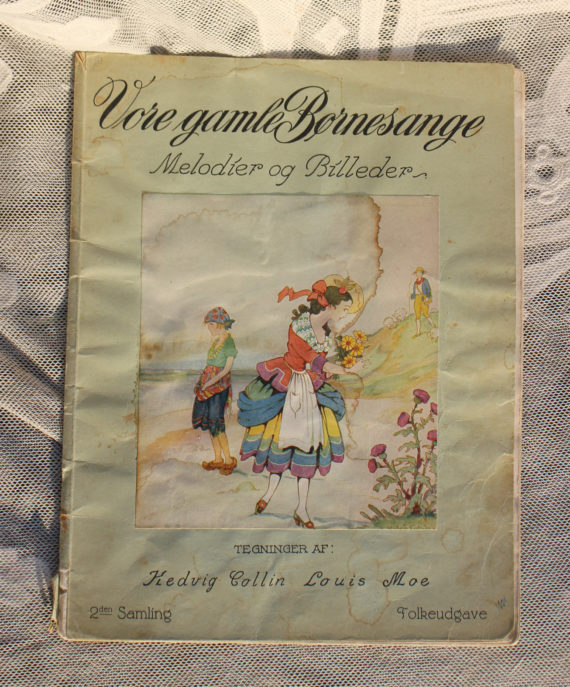 Vore gamle Børnesange
Melodier og Billeder
TEGNINGER AF:
Hedvig Collin Louis Moe
2den Samling Folkeudgave